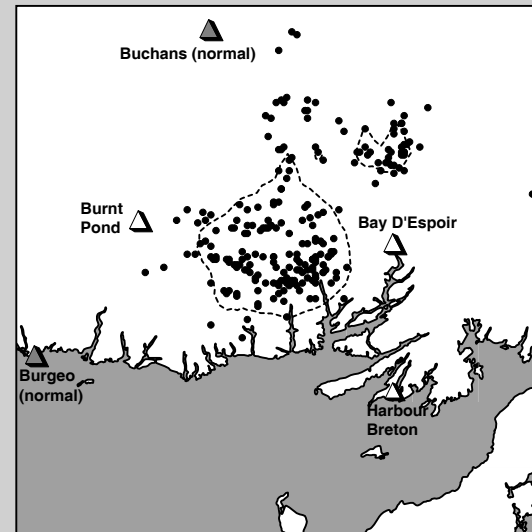 Buchans (normal)
Burnt
Pond
Bay D'Espoir
Burgeo
(normal)
Harbour
Breton